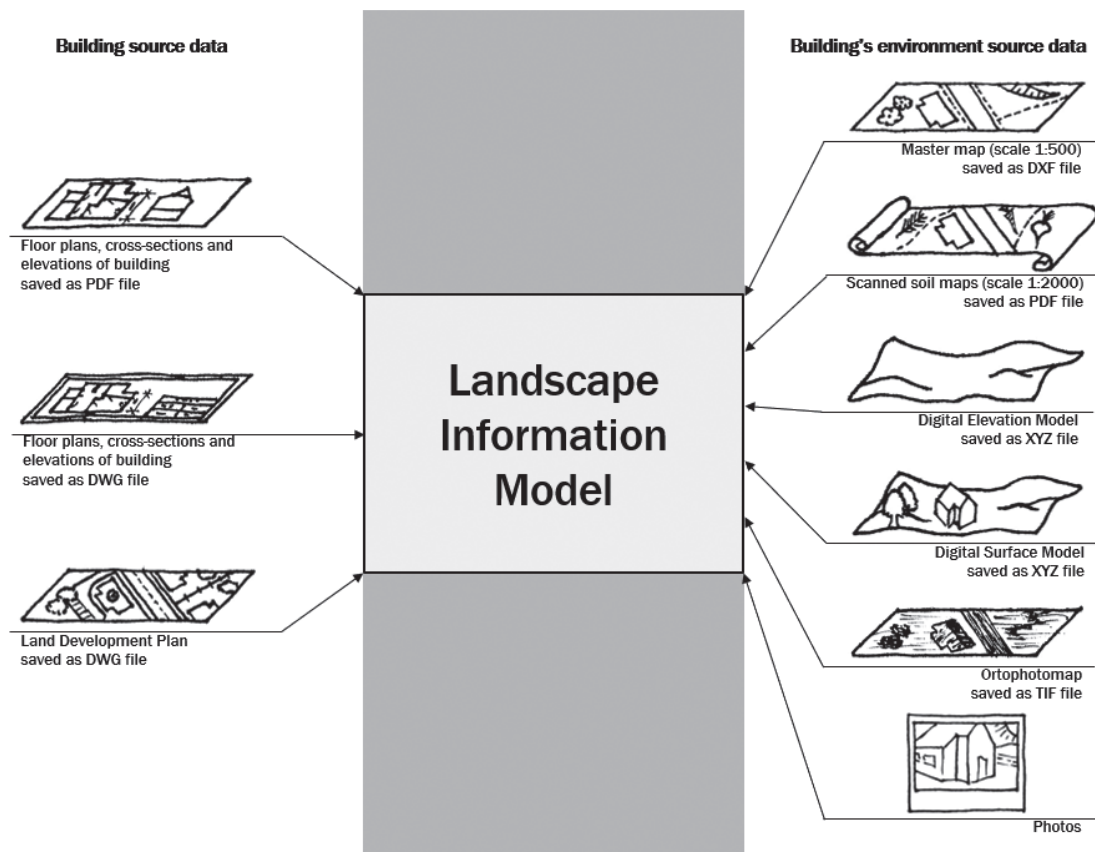 Building source data
Floor plans, cross-sections and
elevations of building
saved as PDF file
Floor plans, cross-sections and
elevations of building
saved as DWG file
Land Development Plan
saved as DWG file
Landscape
Information
Model
Building's environment source data
Master map (scale 1:500)
saved as DXF file
Scanned soil maps (scale 1:2000)
saved as PDF file
Digital Elevation Model
saved as XYZ file
Digital Surface Model
saved as XYZ file
Ortophotomap
saved as TIF file
Photos